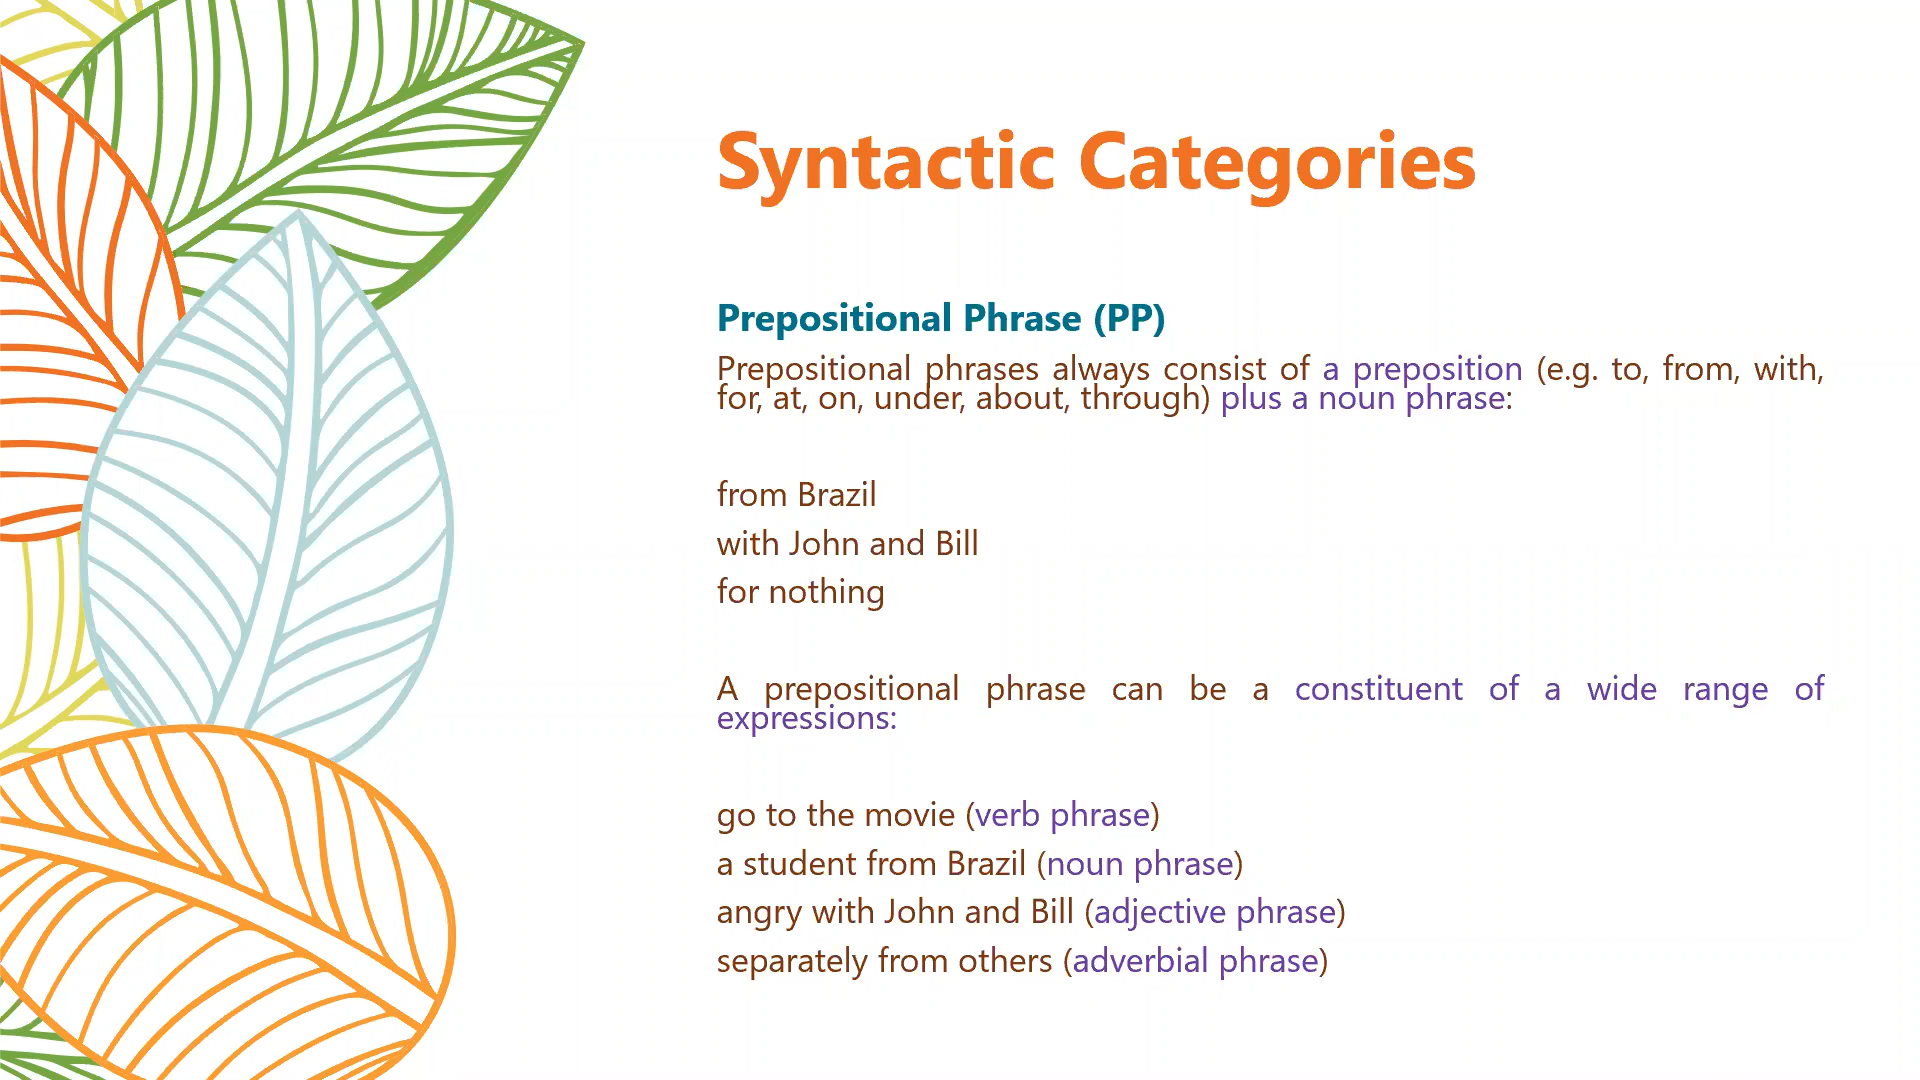 Syntactic Categories
Prepositional Phrase (PP)
Prepositional phrases always consist of a preposition (e.g. to, from, with,
for, at, on, under, about, through) plus a noun phrase:
from Brazil
with John and Bill
for nothing
A prepositional phrase can be a constituent of a wide range of
expressions:
go to the movie (verb phrase)
a student from Brazil (noun phrase)
angry with John and Bill (adjective phrase)
separately from others (adverbial phrase)